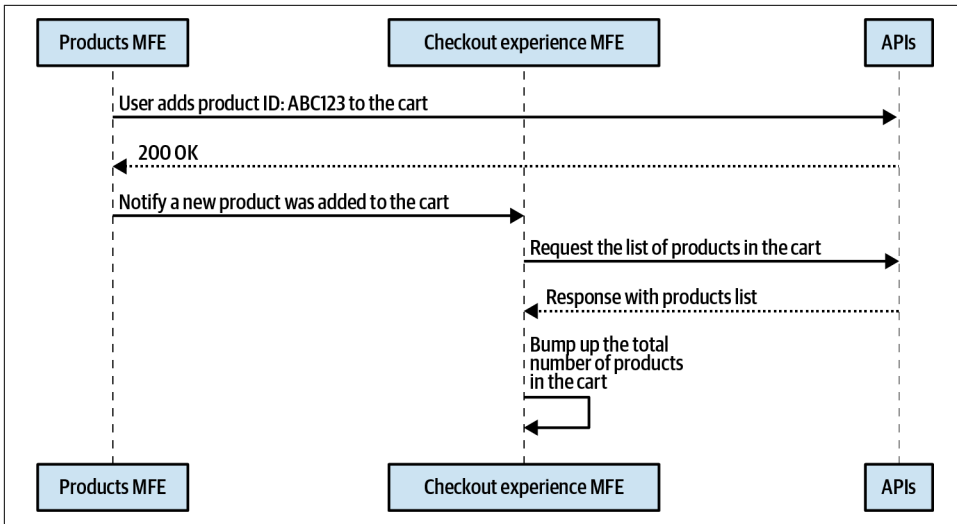 Products MFE
Checkout experience MFE
APIs
User adds product ID: ABC123 to the cart
200 OK
Notify a new product was added to the cart
Request the list of products in the cart
Response with products list
Bump up the total
number of products
in the cart
Products MFE
Checkout experience MFE
APIs